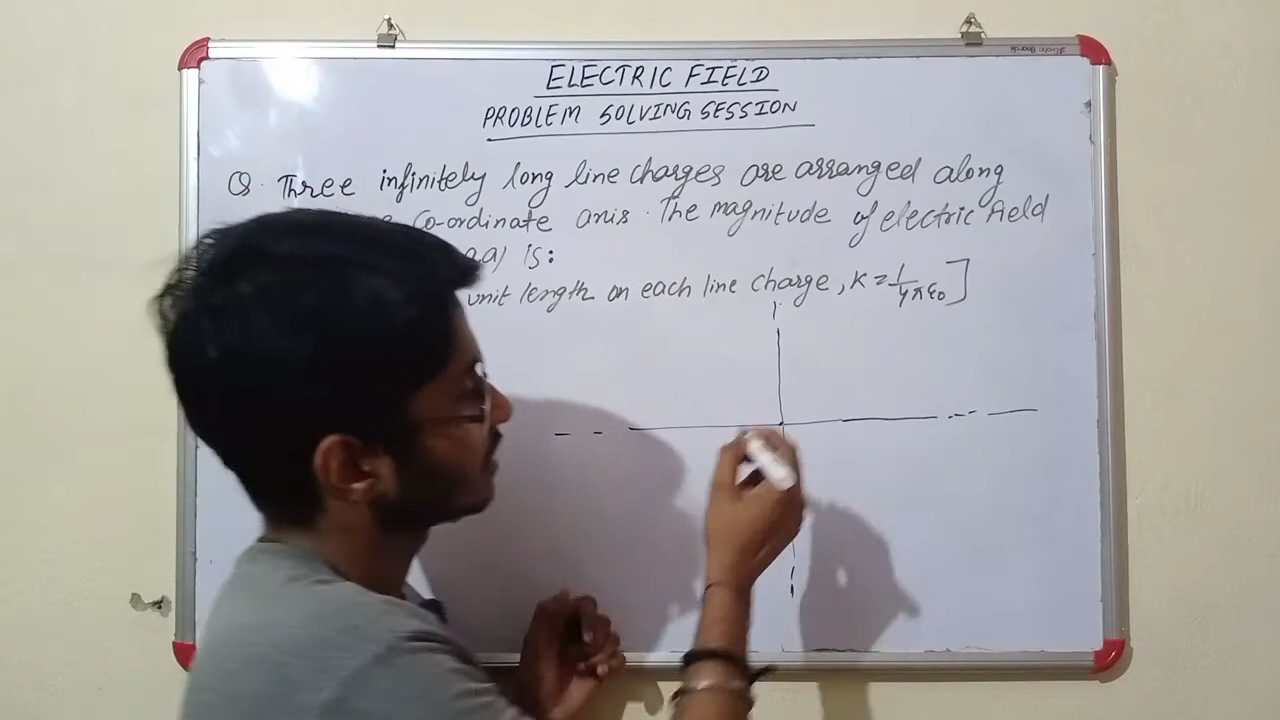 ELECTRIC FIELD
PROBLEM SOLVING SESSION
Q. Three infinitely long line charges are arranged along
co-ordinate axis. The magnitude of electric field
a,a) is:
unit length on each line charge, K = 1/4πε₀]